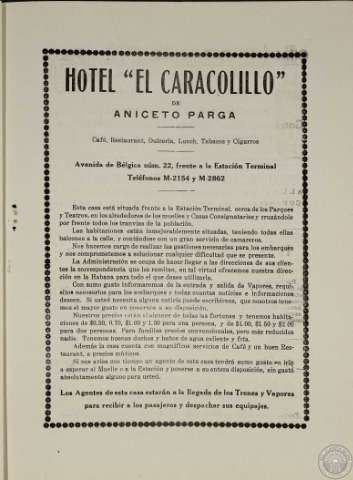 HOTEL "EL CARACOLILLO"
DE
ANICETO PARGA
Café, Restaurant, Dulcería, Lunch, Tabacos y Cigarros
Avenida de Bélgica núm. 22, frente a la Estación Terminal
Teléfonos M-2154 y M-2862
Esta casa está situada frente a la Estación Terminal, cerca de los Parques
y Teatros, en los alrededores de los muelles y Casas Consignatarias y cruzándole
por frente todos los tranvías de la población.
Las habitaciones están inmejorablemente situadas, teniendo todas ellas
balcones a la calle, y contándose con un gran servicio de camareros.
Nos hacemos cargo de realizar las gestiones necesarias para los embarques
y nos comprometemos a solucionar cualquier dificultad que se presente.
La Administración se ocupa de hacer llegar a las direcciones de sus clien-
tes la correspondencia que les remitan, en tal virtud ofrecemos nuestra direc-
ción en la Habana para todo el que desee utilizarla.
Con sumo gusto informaremos de la entrada y salida de Vapores, requi-
sitos necesarios para los embarques y todas cuantas noticias e informaciones
deseen. Si usted necesita alguna noticia puede escribirnos, que nosotros tene-
mos el mayor gusto en ponernos a su disposición.
Nuestros precios están al alcance de todas las fortunas y tenemos habita-
ciones de $0.50, 0.70, $1.00 y 1.50 para una persona, y de $1.00, $1.50 y $2.00
para dos personas. Para familias precios convencionales, pero más reducidos
nadie. Tenemos buenas duchas y baños de agua caliente y fría.
Además la casa cuenta con magníficos servicios de Café y un buen Res-
taurant, a precios módicos.
Si nos avisa con tiempo un agente de esta casa tendrá sumo gusto en irle
a esperar al Muelle o a la Estación y ponerse a su entera disposición, sin gasto
absolutamente alguno para usted.
Los Agentes de esta casa estarán a la llegada de los Trenes y Vapores
para recibir a los pasajeros y despachar sus equipajes.